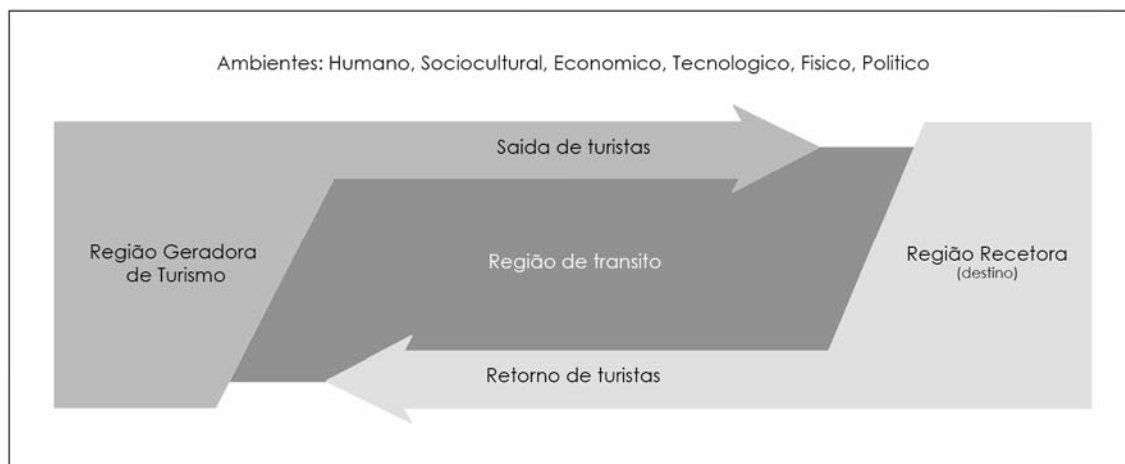 Ambientes: Humano, Sociocultural, Economico, Tecnologico, Fisico, Politico
Saida de turistas
Região Geradora
de Turismo
Região de transito
Região Recetora
(destino)
Retorno de turistas